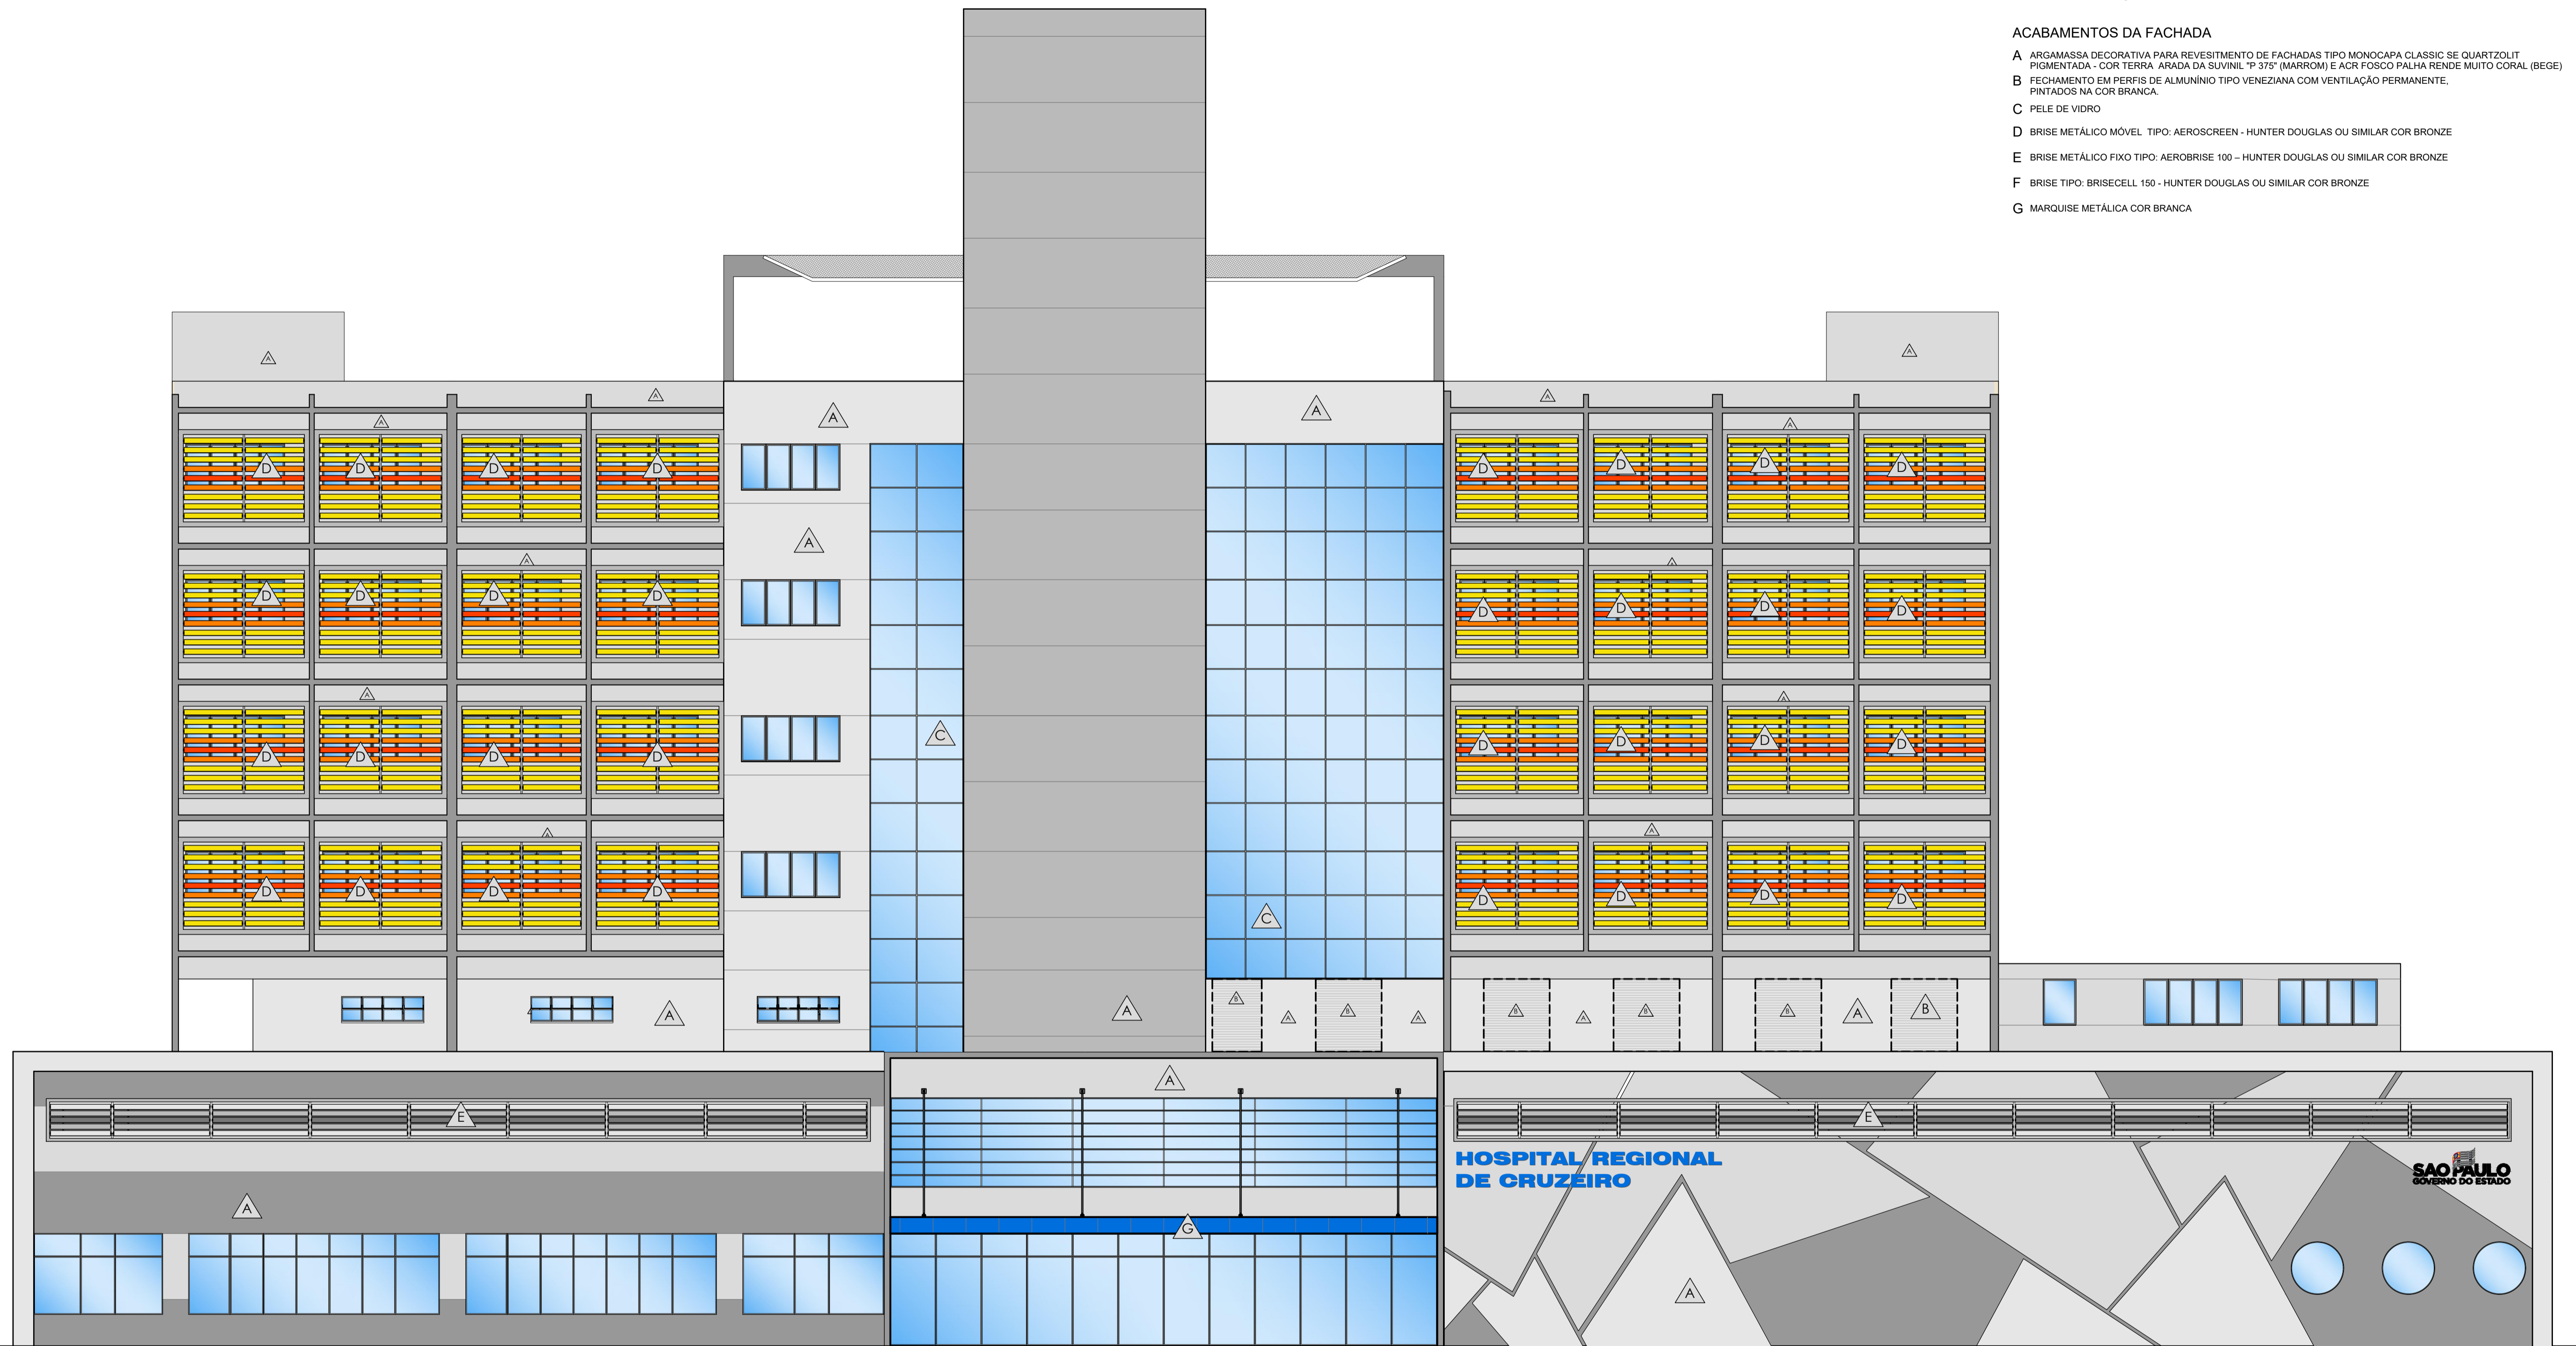 ACABAMENTOS DA FACHADA
A ARGAMASSA DECORATIVA PARA REVESITMENTO DE FACHADAS TIPO MONOCAPA CLASSIC SE QUARTZOLIT
PIGMENTADA - COR TERRA ARADA DA SUVINIL "P 375" (MARROM) E ACR FOSCO PALHA RENDE MUITO CORAL (BEGE)
B FECHAMENTO EM PERFIS DE ALMUNÍNIO TIPO VENEZIANA COM VENTILAÇÃO PERMANENTE,
PINTADOS NA COR BRANCA.
C PELE DE VIDRO
D BRISE METÁLICO MÓVEL TIPO: AEROSCREEN - HUNTER DOUGLAS OU SIMILAR COR BRONZE
E BRISE METÁLICO FIXO TIPO: AEROBRISE 100 – HUNTER DOUGLAS OU SIMILAR COR BRONZE
F BRISE TIPO: BRISECELL 150 - HUNTER DOUGLAS OU SIMILAR COR BRONZE
G MARQUISE METÁLICA COR BRANCA
A A
A A A A
A A A A
D D D D D D D D
A
A A
D D D D D D D D
A A
C
D D D D D D D D
A A
D D D D D D D D
C
A A B A B A B A B B A B
A
E E
HOSPITAL REGIONAL
DE CRUZEIRO
SAO PAULO
GOVERNO DO ESTADO
A
G
A